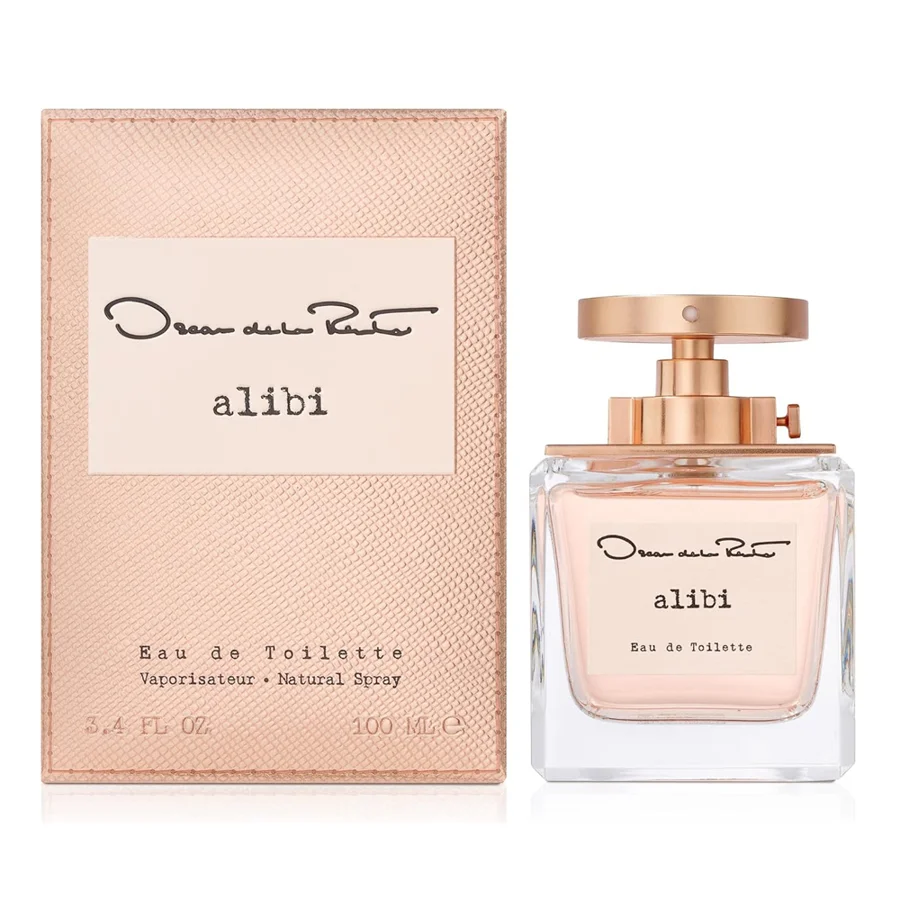 Oscar de la Renta
alibi
Eau de Toilette
Vaporisateur • Natural Spray
3.4 FL OZ 100 ML ℮
Oscar de la Renta
alibi
Eau de Toilette